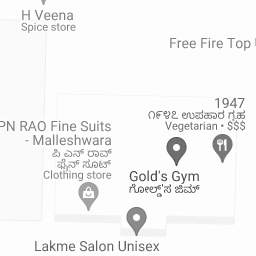 H Veena
Spice store
Free Fire Top U
1947
೧೯೪೭ ಉಪಹಾರ ಗೃಹ
Vegetarian • $$$
PN RAO Fine Suits
- Malleshwara
ಪಿ ಎನ್ ರಾವ್
ಫೈನ್ ಸೂಟ್
Clothing store
Gold's Gym
ಗೋಲ್ಡ್'ಸ ಜಿಮ್
Lakme Salon Unisex